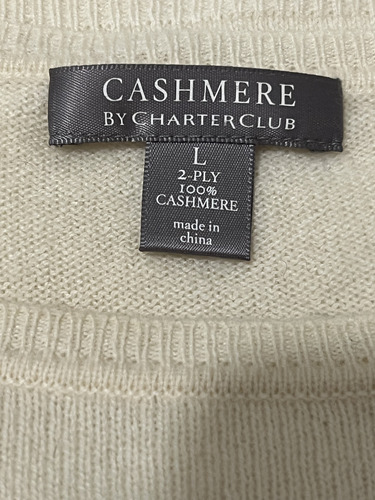 CASHMERE
BY CHARTER CLUB
L
2-PLY
100%
CASHMERE
made in
china